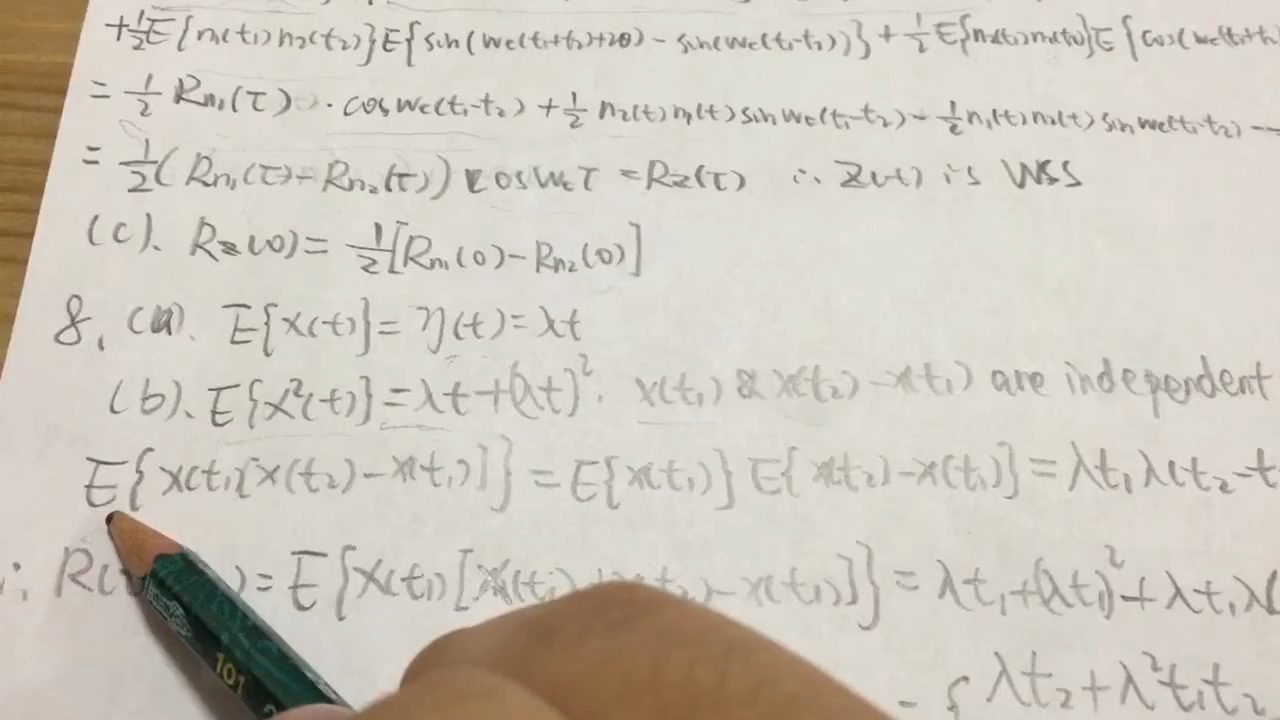 +½E{n₁(t₁)n₂(t₂)}E{sin(wc(t₁+t₂)+2θ) - sin(wc(t₁-t₂))} + ½E{n₂(t₁)n₁(t₂)}E{cos(wc(t₁+t₂
= ½ Rn₁(τ) · cos wc(t₁-t₂) + ½ n₂(t)n₁(t) sin wc(t₁-t₂) - ½ n₁(t)n₂(t) sin wc(t₁-t₂) -
= ½(Rn₁(τ) - Rn₂(τ)) cos wcτ = Rz(τ) ∴ Z(t) is WSS
(c). Rz(0) = ½[Rn₁(0) - Rn₂(0)]
8. (a). E{x(t)} = η(t) = λt
(b). E{x²(t)} = λt + (λt)². x(t₁) & x(t₂) - x(t₁) are independent
E{x(t₁)[x(t₂) - x(t₁)]} = E{x(t₁)} E{x(t₂) - x(t₁)} = λt₁λ(t₂ - t
∴ R( ) = E{x(t₁)[x(t₁) - x(t₁)]} = λt₁ + (λt₁)² + λt₁λ(
= { λt₂ + λ²t₁t₂
101
2